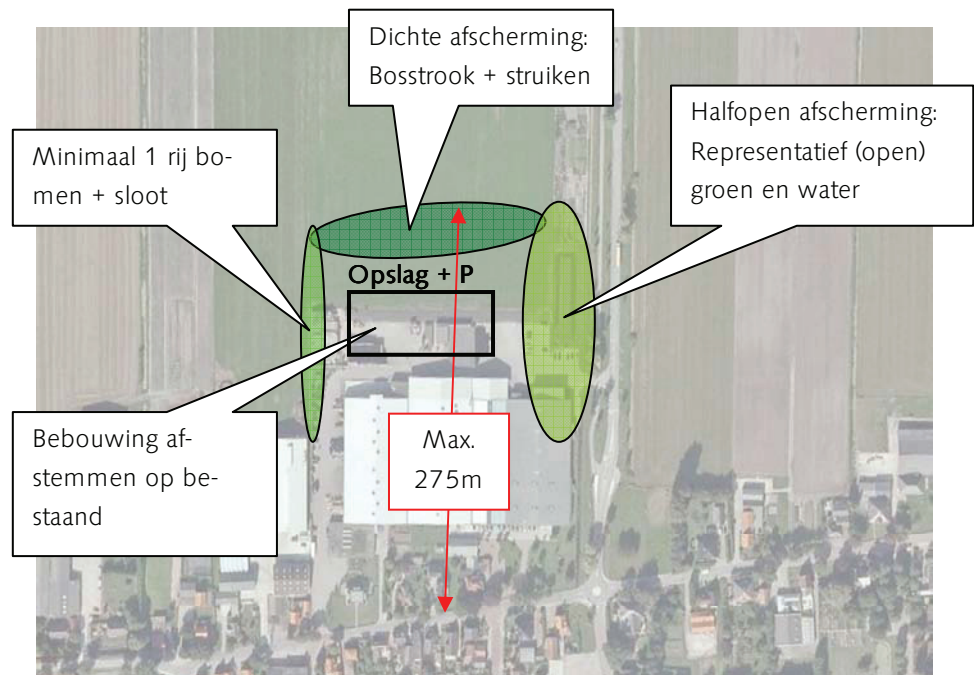 Dichte afscherming:
Bosstrook + struiken
Halfopen afscherming:
Representatief (open)
groen en water
Minimaal 1 rij bo-
men + sloot
Opslag + P
Bebouwing af-
stemmen op be-
staand
Max.
275m